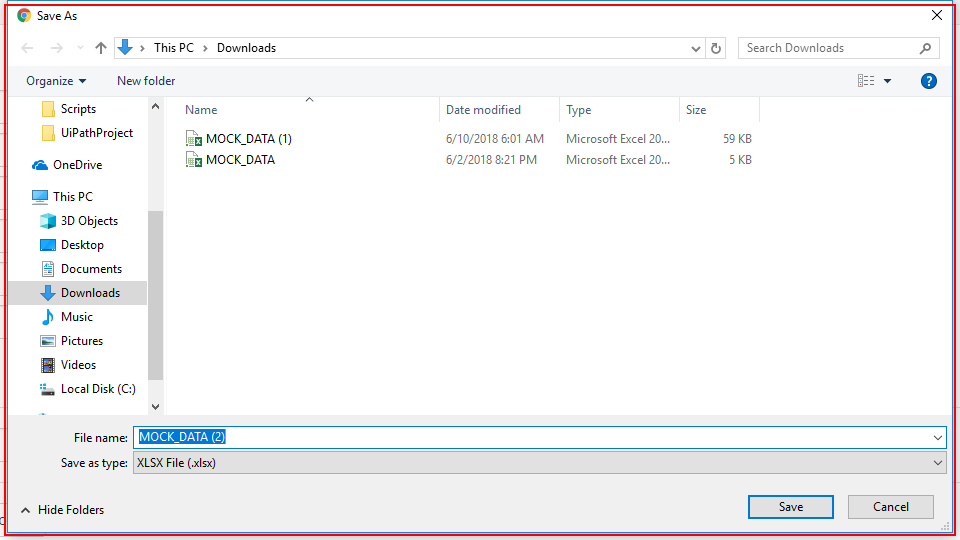 Save As
This PC > Downloads
Search Downloads
Organize
New folder
?
Name
Date modified
Type
Size
MOCK_DATA (1)
6/10/2018 6:01 AM
Microsoft Excel 20...
59 KB
MOCK_DATA
6/2/2018 8:21 PM
Microsoft Excel 20...
5 KB
Scripts
UiPathProject
OneDrive
This PC
3D Objects
Desktop
Documents
Downloads
Music
Pictures
Videos
Local Disk (C:)
File name:
MOCK_DATA (2)
Save as type:
XLSX File (.xlsx)
Hide Folders
Save
Cancel